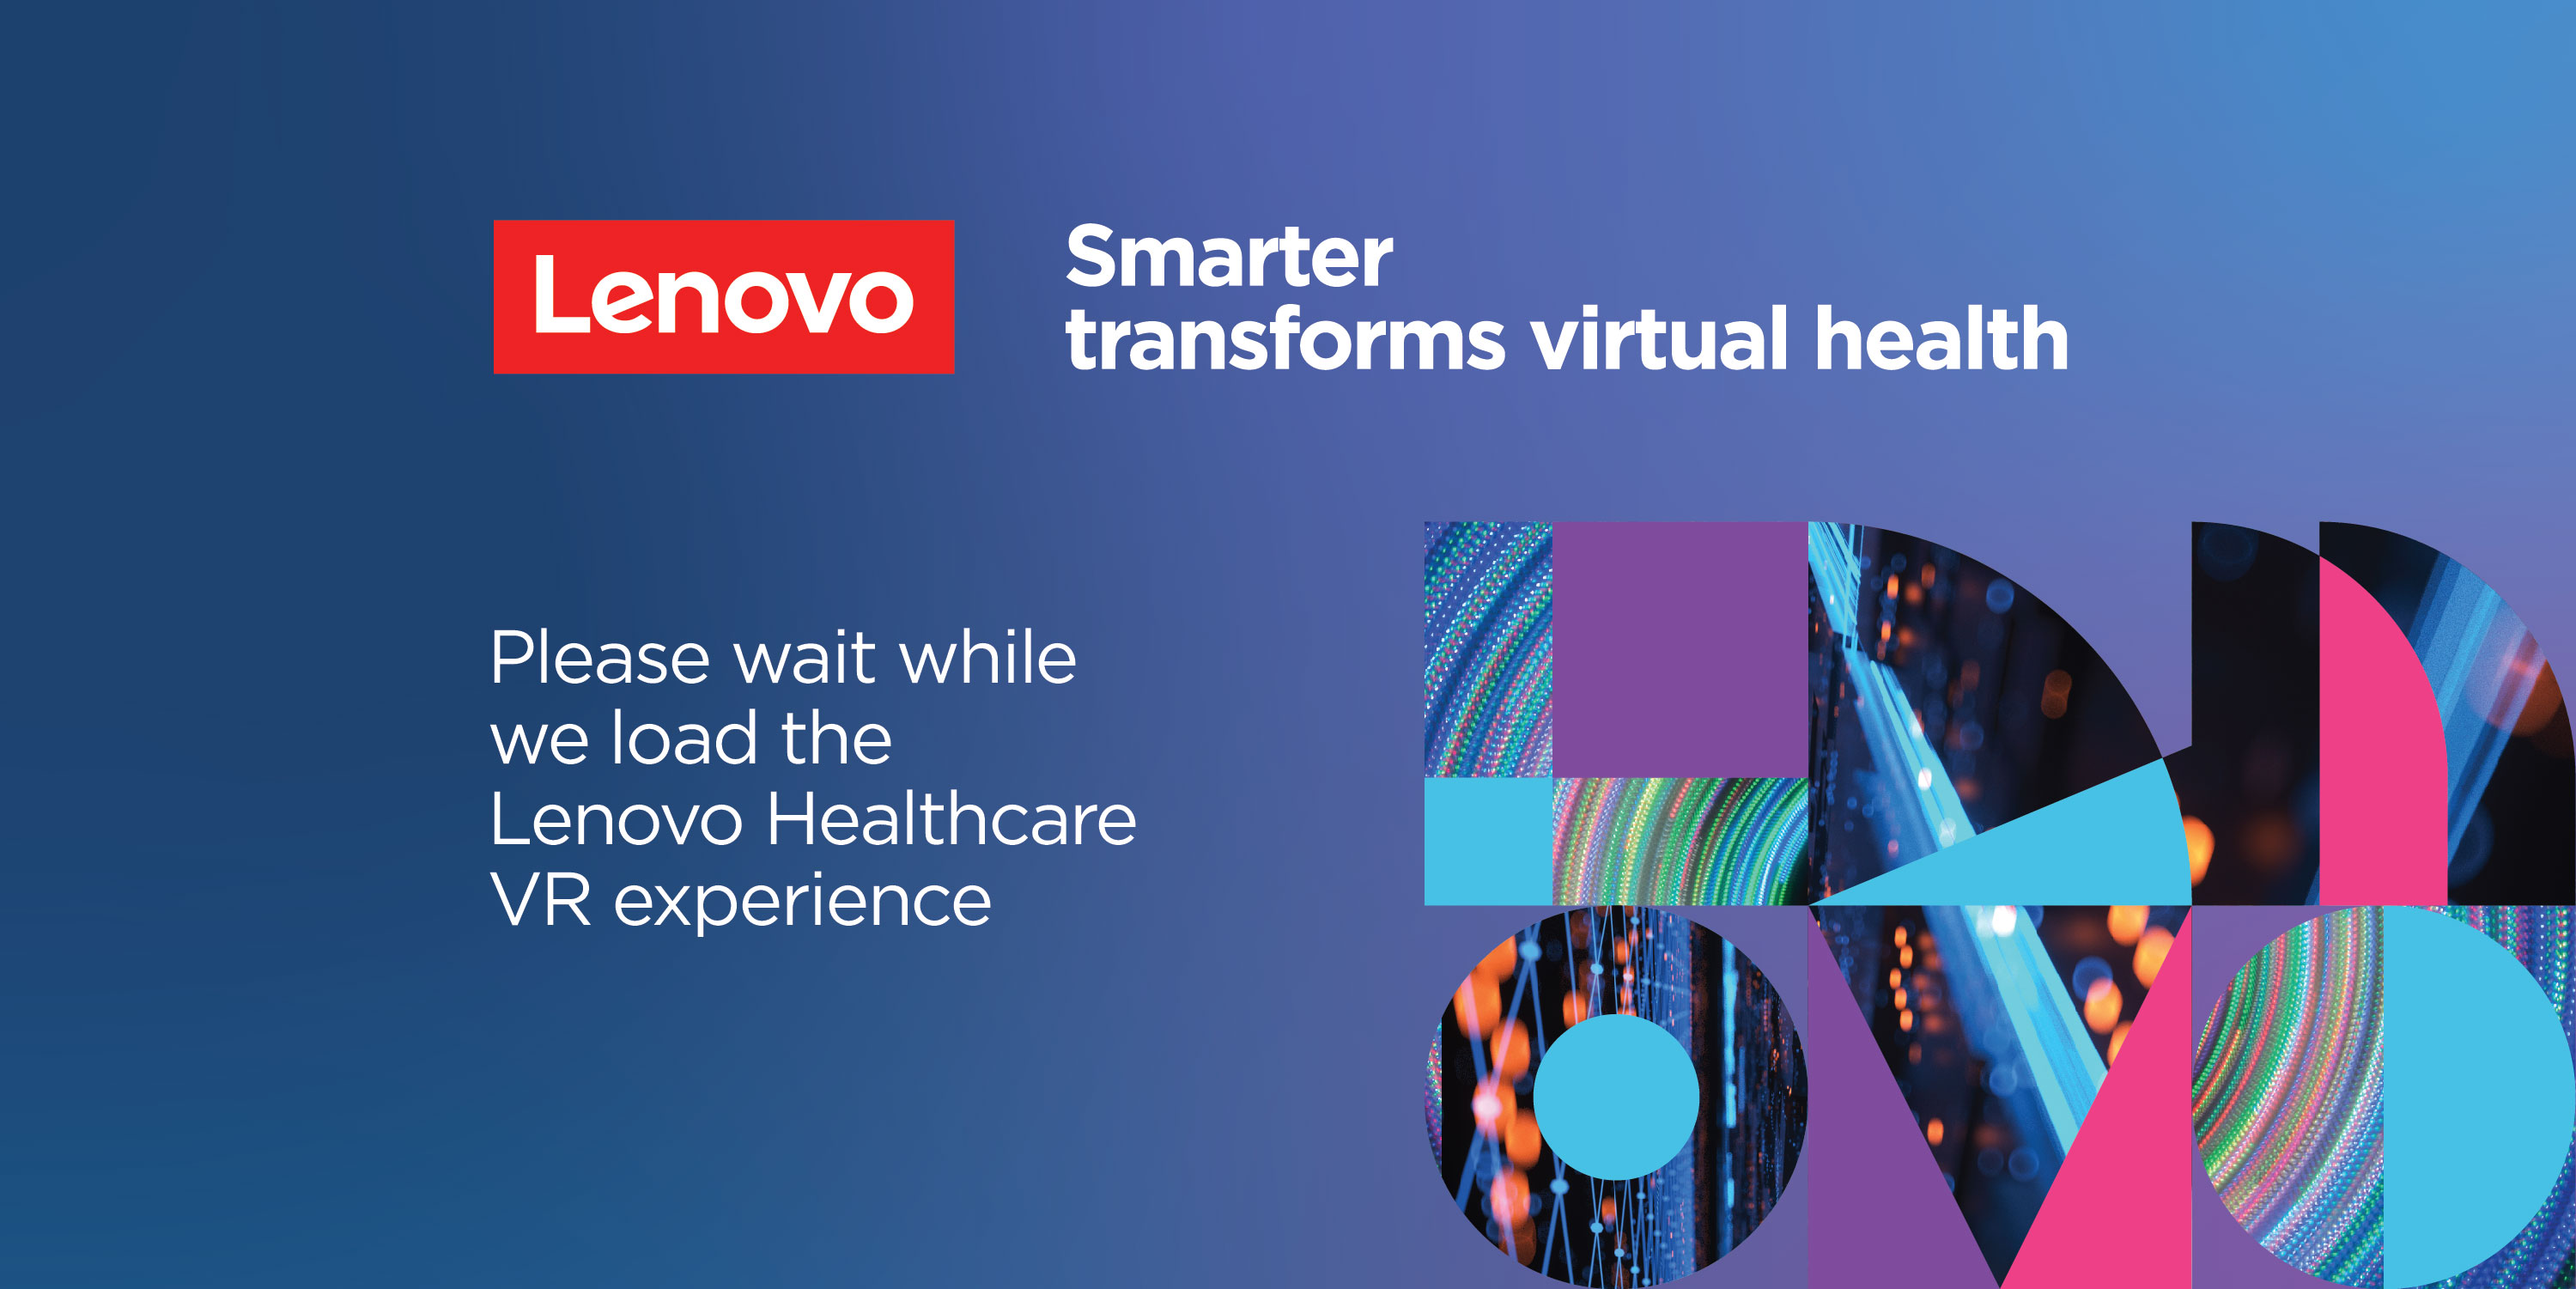 Lenovo
Smarter
transforms virtual health
Please wait while
we load the
Lenovo Healthcare
VR experience